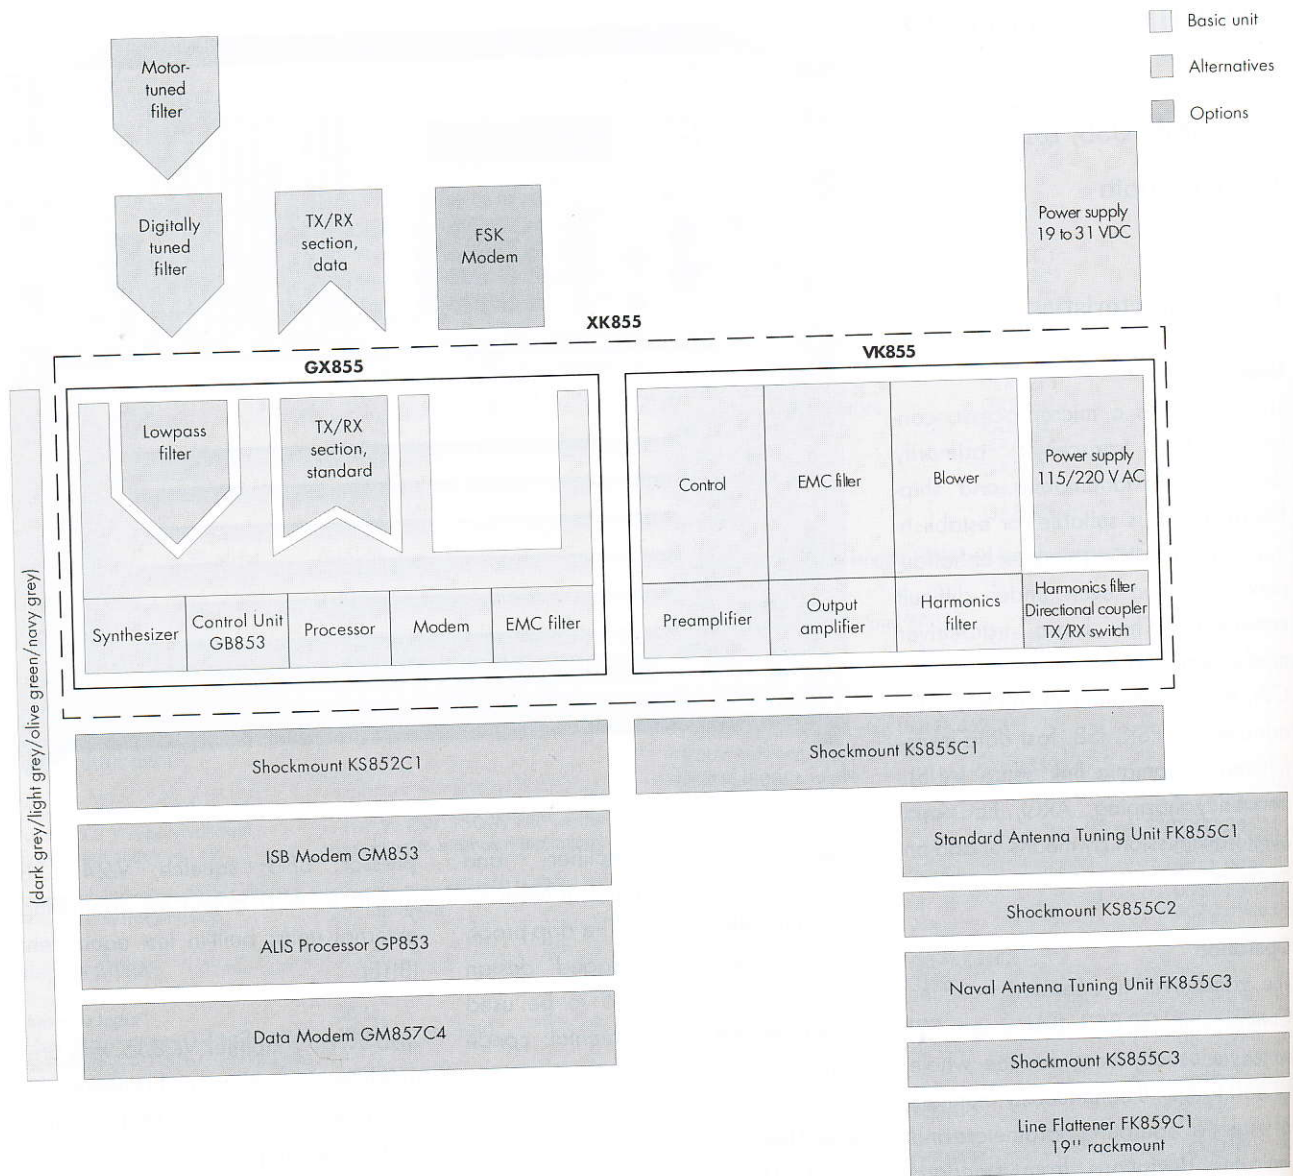 Basic unit
Alternatives
Options
Motor-
tuned
filter
Digitally
tuned
filter
TX/RX
section,
data
FSK
Modem
Power supply
19 to 31 VDC
XK855
GX855
VK855
Lowpass
filter
TX/RX
section,
standard
Synthesizer
Control Unit
GB853
Processor
Modem
EMC filter
Control
EMC filter
Blower
Power supply
115/220 V AC
Preamplifier
Output
amplifier
Harmonics
filter
Harmonics filter
Directional coupler
TX/RX switch
(dark grey/light grey/olive green/navy grey)
Shockmount KS852C1
ISB Modem GM853
ALIS Processor GP853
Data Modem GM857C4
Shockmount KS855C1
Standard Antenna Tuning Unit FK855C1
Shockmount KS855C2
Naval Antenna Tuning Unit FK855C3
Shockmount KS855C3
Line Flattener FK859C1
19" rackmount